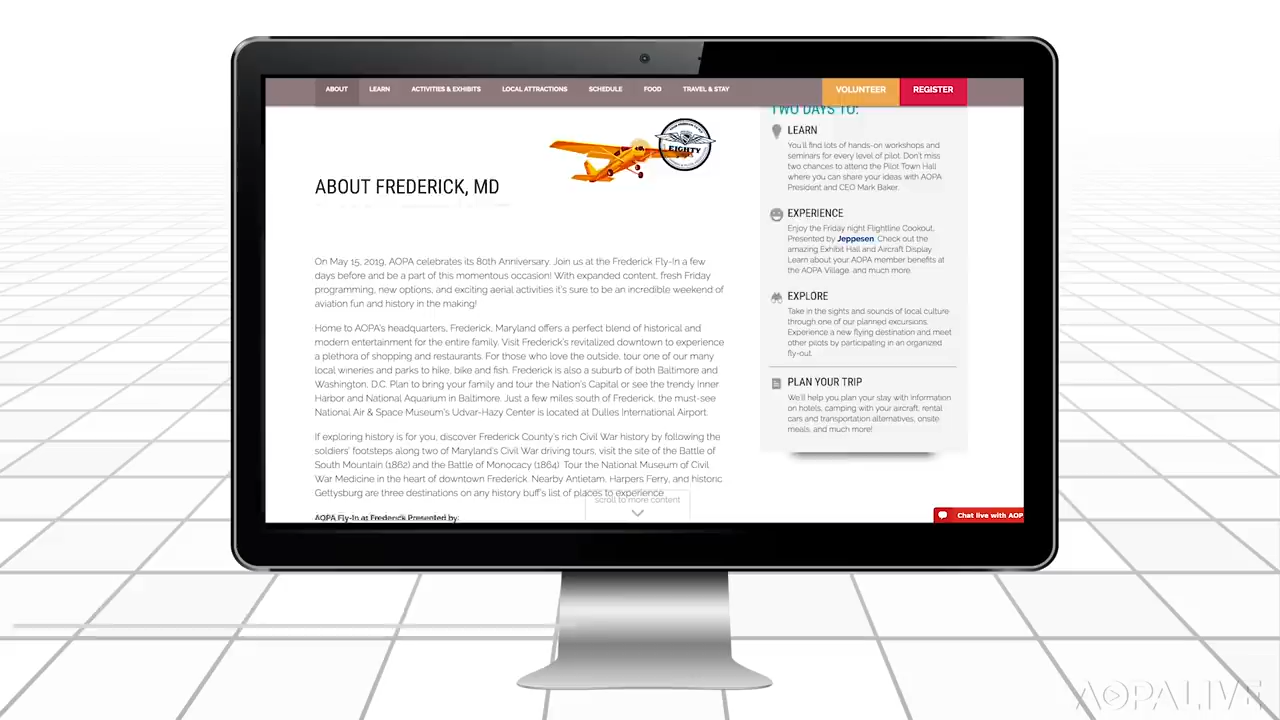 ABOUT LEARN ACTIVITIES & EXHIBITS LOCAL ATTRACTIONS SCHEDULE FOOD TRAVEL & STAY VOLUNTEER REGISTER
EIGHTY
ABOUT FREDERICK, MD
On May 15, 2019, AOPA celebrates its 80th Anniversary. Join us at the Frederick Fly-In a few
days before and be a part of this momentous occasion! With expanded content, fresh Friday
programming, new options, and exciting aerial activities it's sure to be an incredible weekend of
aviation fun and history in the making!
Home to AOPA's headquarters, Frederick, Maryland offers a perfect blend of historical and
modern entertainment for the entire family. Visit Frederick's revitalized downtown to experience
a plethora of shopping and restaurants. For those who love the outside, tour one of our many
local wineries and parks to hike, bike and fish. Frederick is also a suburb of both Baltimore and
Washington, D.C. Plan to bring your family and tour the Nation's Capital or see the trendy Inner
Harbor and National Aquarium in Baltimore. Just a few miles south of Frederick, the must-see
National Air & Space Museum's Udvar-Hazy Center is located at Dulles International Airport.
If exploring history is for you, discover Frederick County's rich Civil War history by following the
soldiers' footsteps along two of Maryland's Civil War driving tours, visit the site of the Battle of
South Mountain (1862) and the Battle of Monocacy (1864). Tour the National Museum of Civil
War Medicine in the heart of downtown Frederick. Nearby Antietam, Harpers Ferry, and historic
Gettysburg are three destinations on any history buff's list of places to experience.
scroll to more content
AOPA Fly-In at Frederick Presented by:
TWO DAYS TO:
LEARN
You'll find lots of hands-on workshops and
seminars for every level of pilot. Don't miss
two chances to attend the Pilot Town Hall
where you can share your ideas with AOPA
President and CEO Mark Baker.
EXPERIENCE
Enjoy the Friday night Flightline Cookout,
Presented by Jeppesen. Check out the
amazing Exhibit Hall and Aircraft Display.
Learn about your AOPA member benefits at
the AOPA Village, and much more.
EXPLORE
Take in the sights and sounds of local culture
through one of our planned excursions.
Experience a new flying destination and meet
other pilots by participating in an organized
fly-out.
PLAN YOUR TRIP
We'll help you plan your stay with information
on hotels, camping with your aircraft, rental
cars and transportation alternatives, onsite
meals, and much more!
Chat live with AOP
AOPALIVE